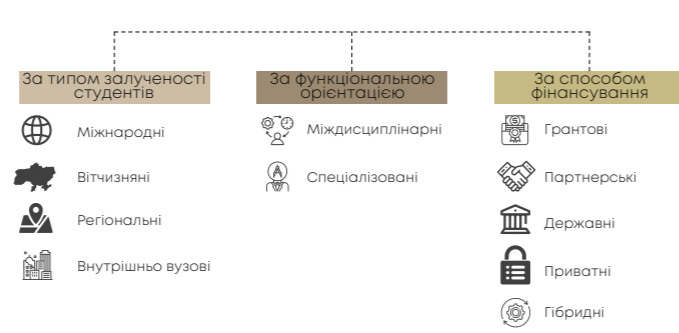 За типом залученості
студентів
Міжнародні
Вітчизняні
Регіональні
Внутрішньо вузові
За функціональною
орієнтацією
Міждисциплінарні
Спеціалізовані
За способом
фінансування
Грантові
Партнерські
Державні
Приватні
Гібридні